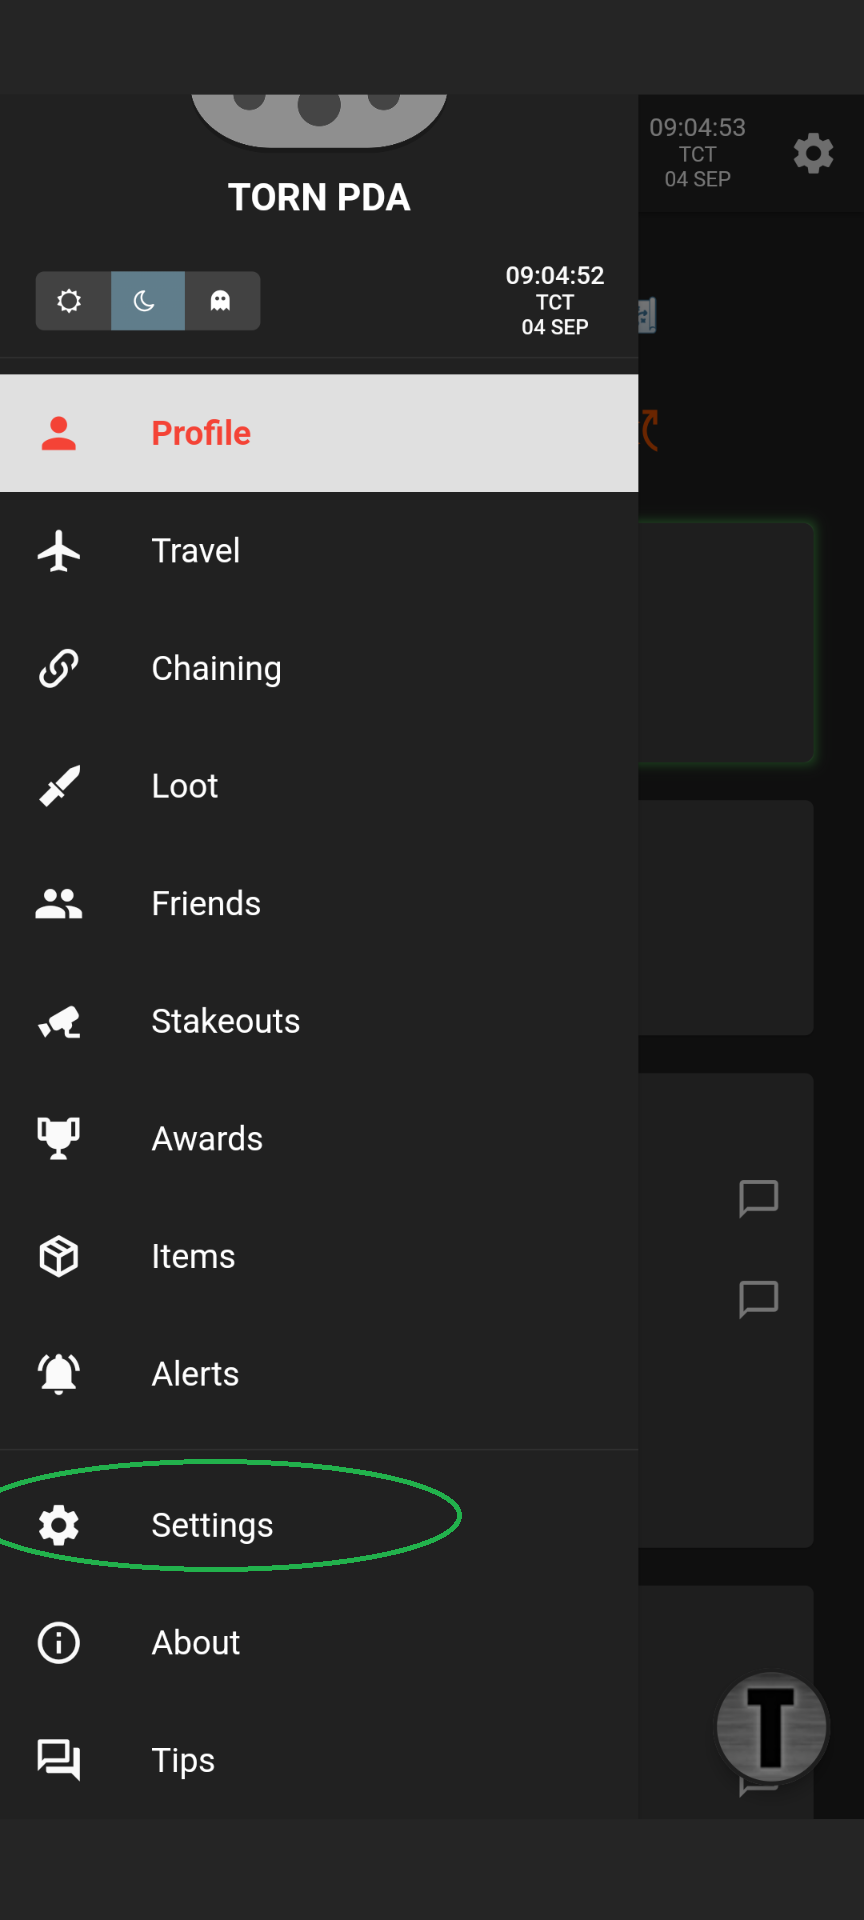 TORN PDA
09:04:53
TCT
04 SEP
09:04:52
TCT
04 SEP
Profile
Travel
Chaining
Loot
Friends
Stakeouts
Awards
Items
Alerts
Settings
About
Tips
T